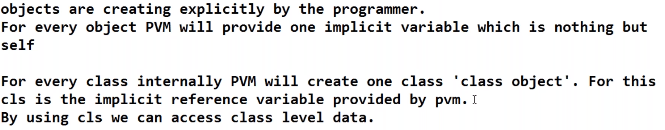 objects are creating explicitly by the programmer.
For every object PVM will provide one implicit variable which is nothing but
self
For every class internally PVM will create one class 'class object'. For this
cls is the implicit reference variable provided by pvm.
By using cls we can access class level data.